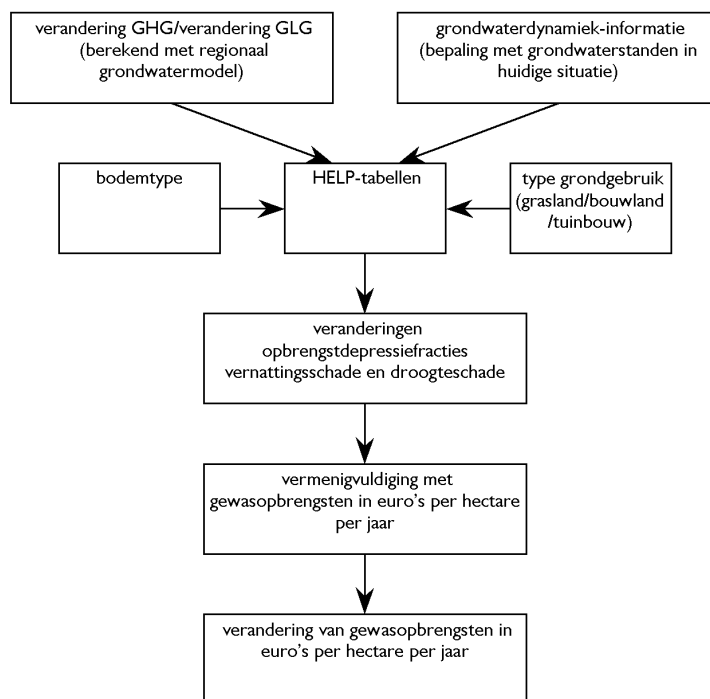 verandering GHG/verandering GLG
(berekend met regionaal
grondwatermodel)
grondwaterdynamiek-informatie
(bepaling met grondwaterstanden in
huidige situatie)
bodemtype
HELP-tabellen
type grondgebruik
(grasland/bouwland
/tuinbouw)
veranderingen
opbrengstdepressiefracties
vernattingsschade en droogteschade
vermenigvuldiging met
gewasopbrengsten in euro's per hectare
per jaar
verandering van gewasopbrengsten in
euro's per hectare per jaar